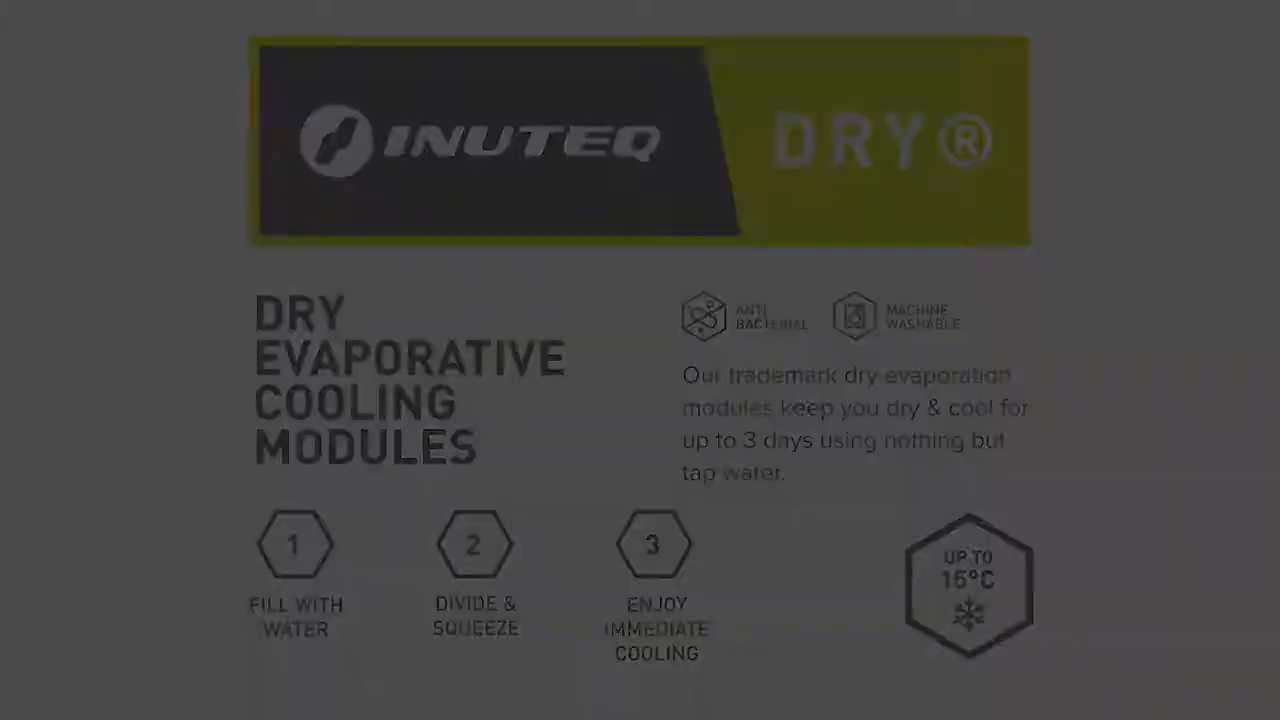 INUTEQ
DRY®
DRY
EVAPORATIVE
COOLING
MODULES
ANTI
BACTERIAL
MACHINE
WASHABLE
Our trademark dry evaporation
modules keep you dry & cool for
up to 3 days using nothing but
tap water.
1
FILL WITH
WATER
2
DIVIDE &
SQUEEZE
3
ENJOY
IMMEDIATE
COOLING
UP TO
15°C